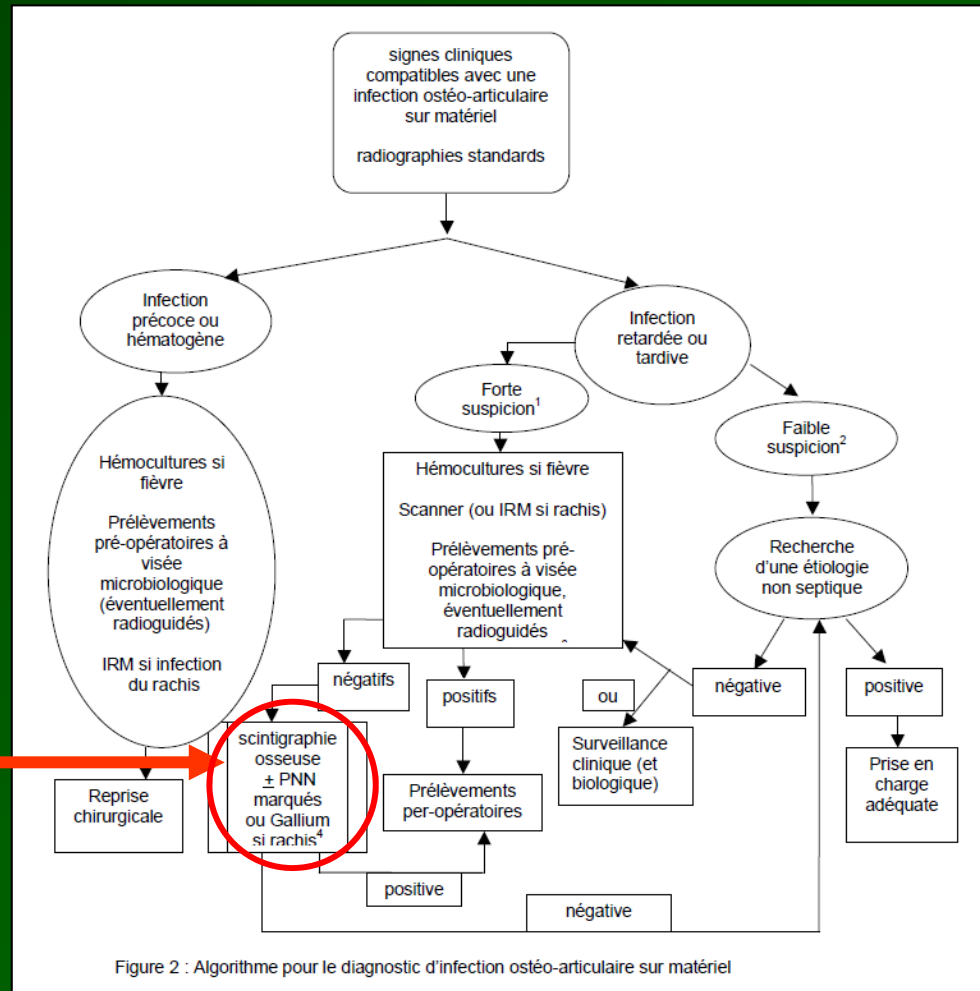 signes cliniques
compatibles avec une
infection ostéo-articulaire
sur matériel
radiographies standards
Infection
précoce ou
hématogène
Infection
retardée ou
tardive
Forte
suspicion¹
Faible
suspicion²
Hémocultures si
fièvre
Prélèvements
pré-opératoires à
visée
microbiologique
(éventuellement
radioguidés)
IRM si infection
du rachis
Hémocultures si fièvre
Scanner (ou IRM si rachis)
Prélèvements pré-
opératoires à visée
microbiologique,
éventuellement
radioguidés
Recherche
d'une étiologie
non septique
négatifs
positifs
ou
négative
positive
scintigraphie
osseuse
± PNN
marqués
ou Gallium
si rachis⁴
Reprise
chirurgicale
Prélèvements
per-opératoires
Surveillance
clinique (et
biologique)
Prise en
charge
adéquate
positive
négative
Figure 2 : Algorithme pour le diagnostic d'infection ostéo-articulaire sur matériel